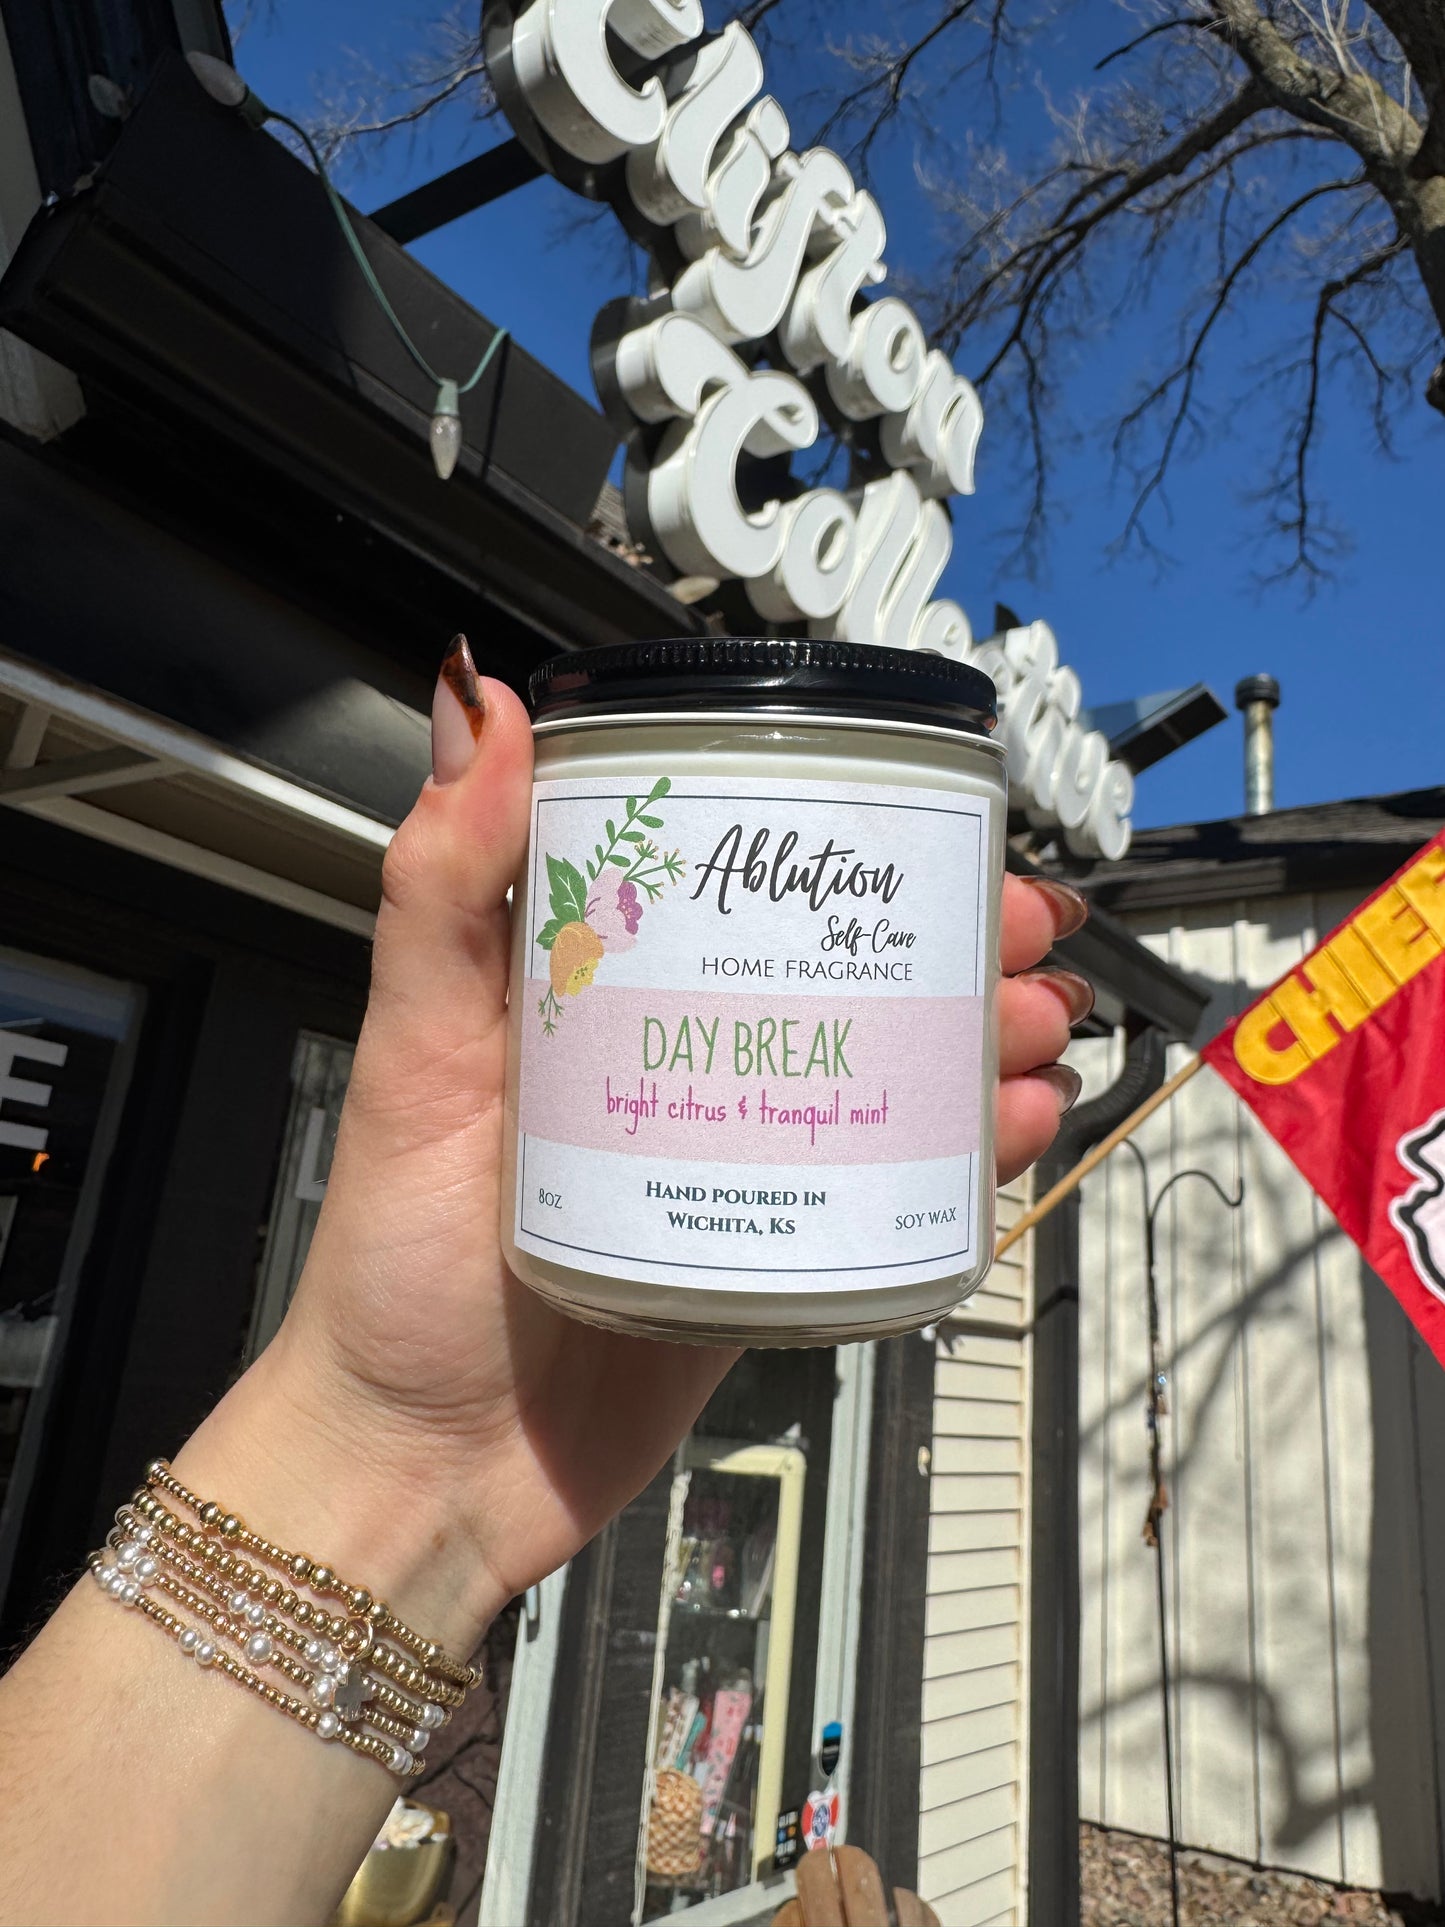 Clifton
Collective
Ablution
Self-Care
HOME FRAGRANCE
DAY BREAK
bright citrus & tranquil mint
8OZ
HAND POURED IN
WICHITA, KS
SOY WAX
CHIEF
E